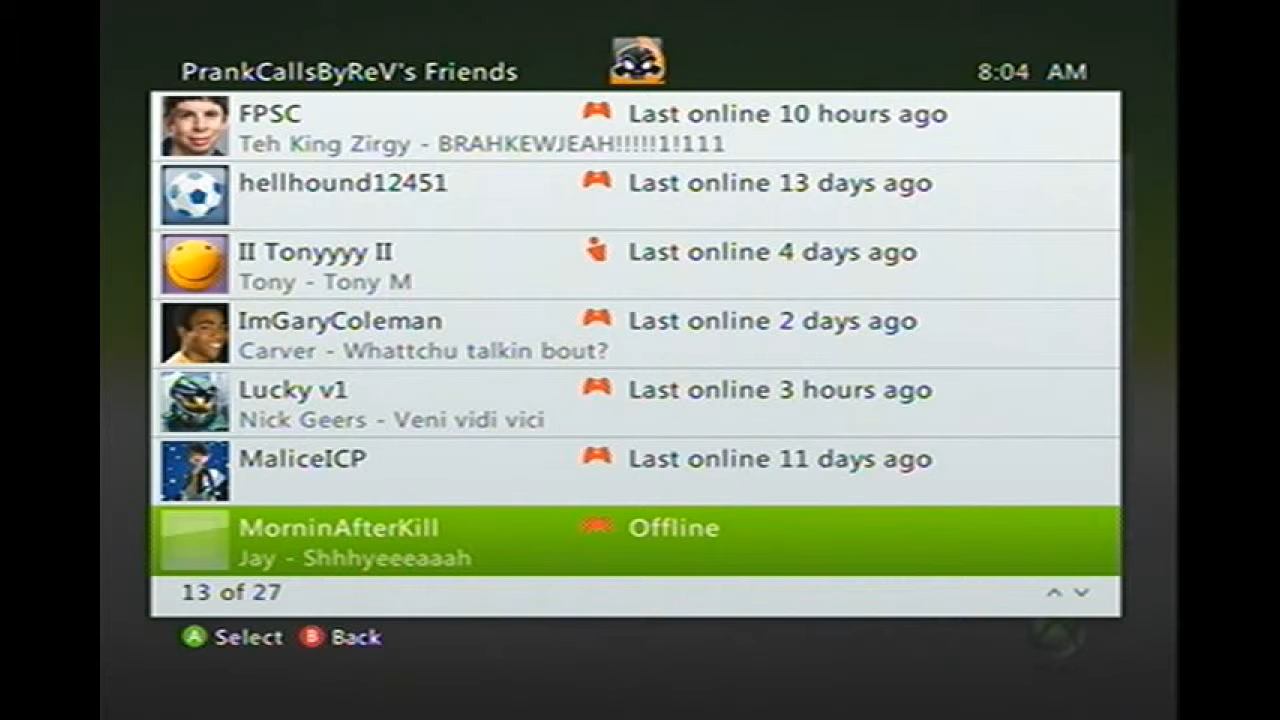 PrankCallsByReV's Friends
8:04 AM
FPSC
Last online 10 hours ago
Teh King Zirgy - BRAHKEWJEAH!!!!!1!111
hellhound12451
Last online 13 days ago
II Tonyyyy II
Last online 4 days ago
Tony - Tony M
ImGaryColeman
Last online 2 days ago
Carver - Whattchu talkin bout?
Lucky v1
Last online 3 hours ago
Nick Geers - Veni vidi vici
MaliceICP
Last online 11 days ago
MorninAfterKill
Offline
Jay - Shhhyeeeaaah
13 of 27
A Select B Back